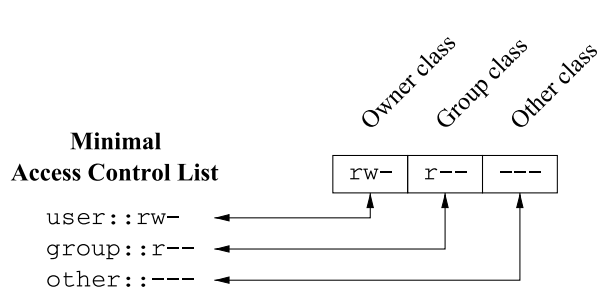 Owner class
Group class
Other class
Minimal
Access Control List
rw- r-- ---
user::rw-
group::r--
other::---